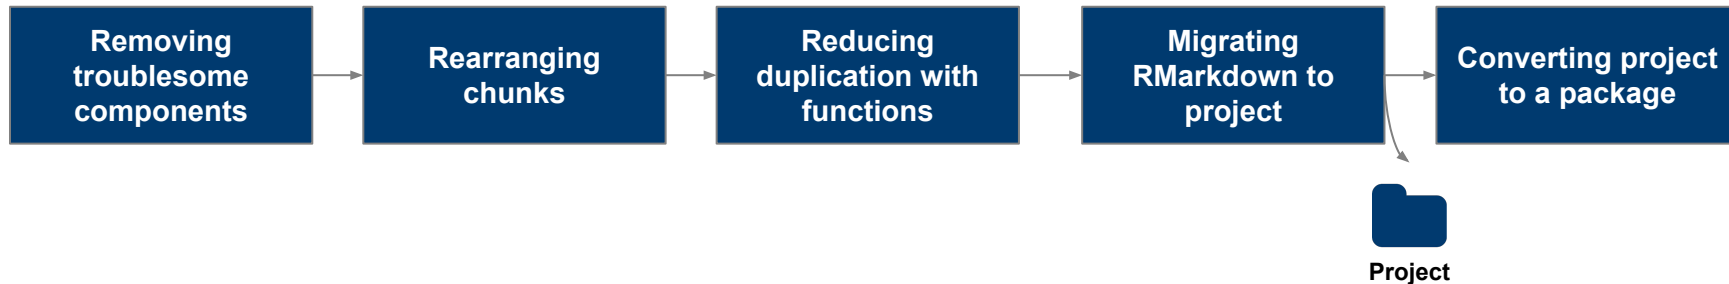 Removing
troublesome
components
Rearranging
chunks
Reducing
duplication with
functions
Migrating
RMarkdown to
project
Converting project
to a package
Project